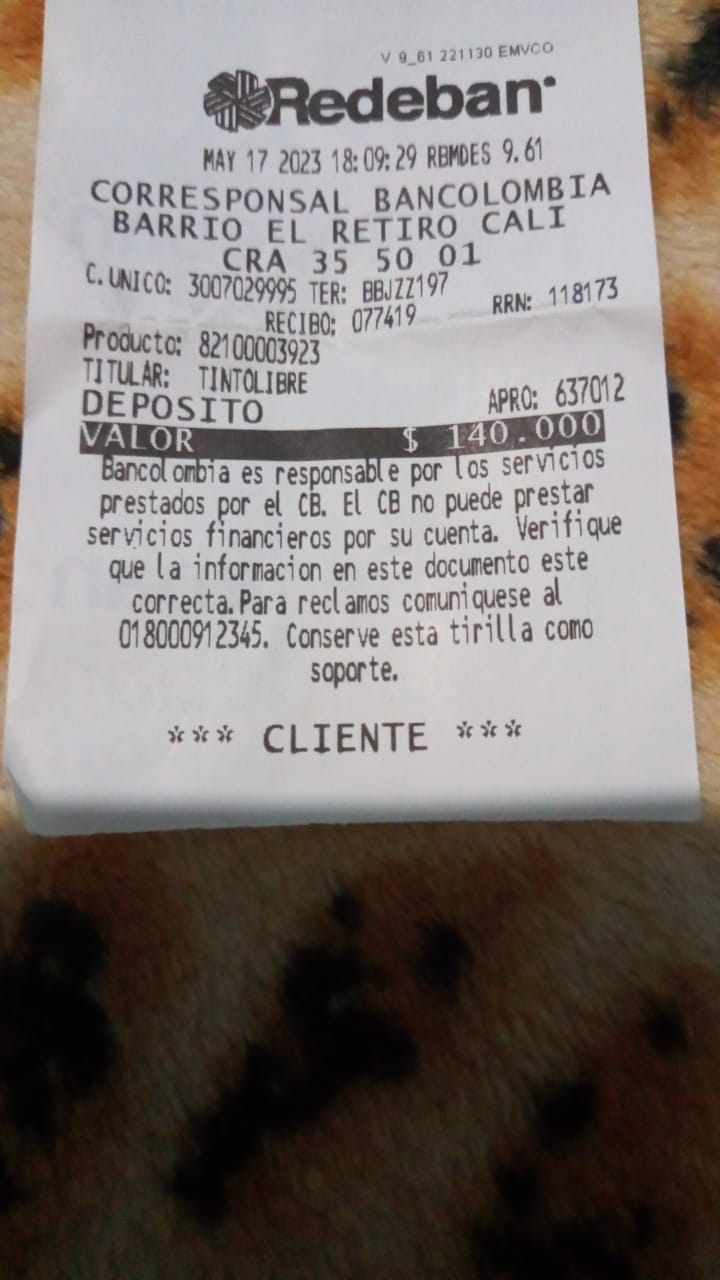 V 9_61 221130 EMVCO
Redeban
MAY 17 2023 18:09:29 RBMDES 9.61
CORRESPONSAL BANCOLOMBIA
BARRIO EL RETIRO CALI
CRA 35 50 01
C. UNICO: 3007029995 TER: BBJZZ197
RECIBO: 077419 RRN: 118173
Producto: 82100003923
TITULAR: TINTOLIBRE
DEPOSITO APRO: 637012
VALOR $ 140.000
Bancolombia es responsable por los servicios
prestados por el CB. El CB no puede prestar
servicios financieros por su cuenta. Verifique
que la informacion en este documento este
correcta.Para reclamos comuniquese al
018000912345. Conserve esta tirilla como
soporte.
*** CLIENTE ***